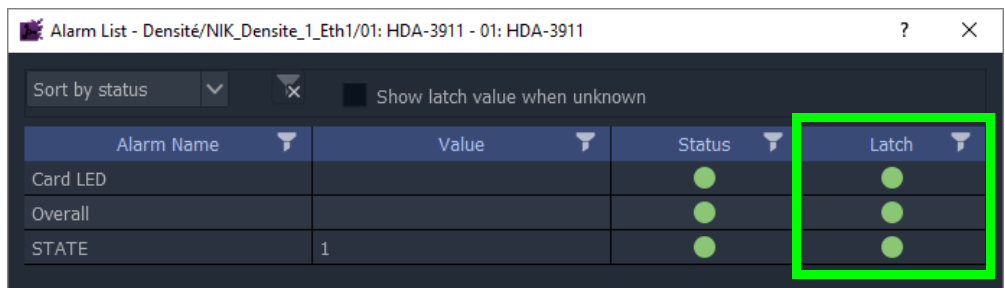 Alarm List - Densité/NIK_Densite_1_Eth1/01: HDA-3911 - 01: HDA-3911 ?
Sort by status Show latch value when unknown
Alarm Name Value Status Latch
Card LED
Overall
STATE 1